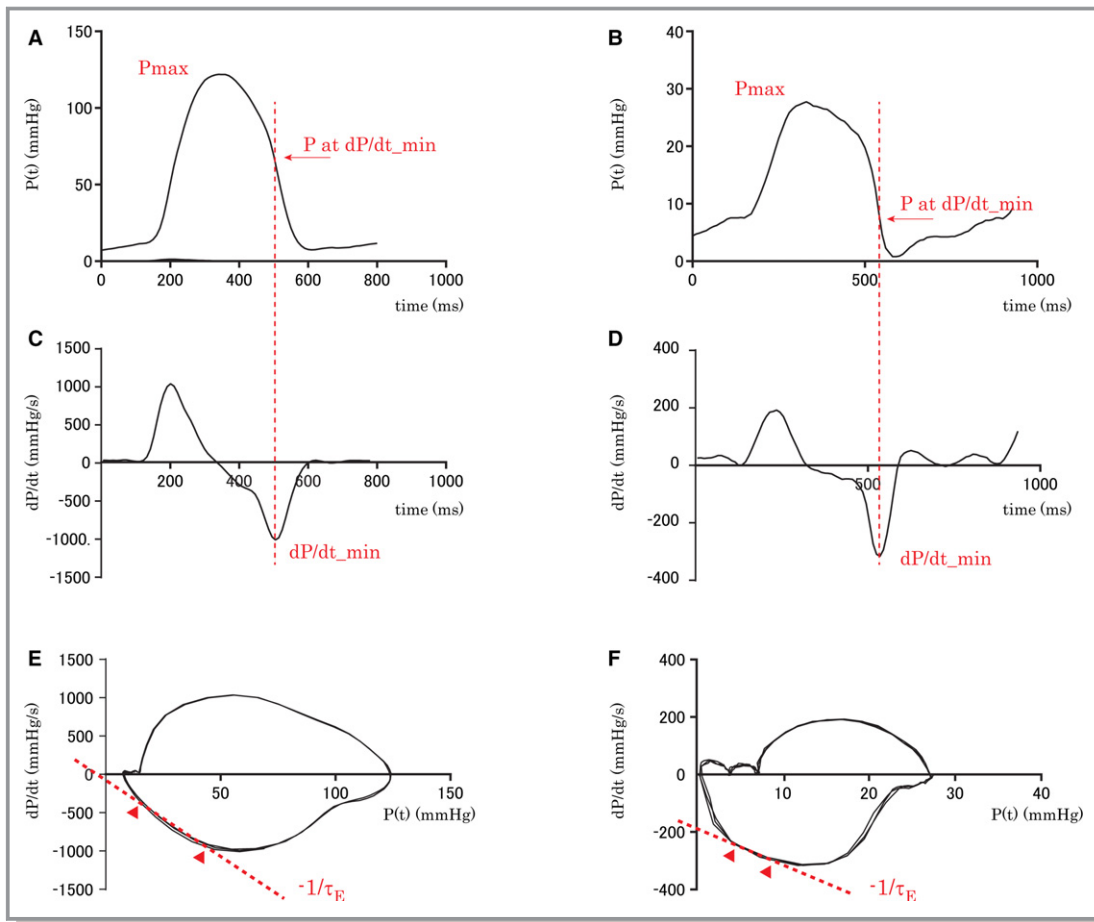 A
P(t) (mmHg)
150
100
50
0
Pmax
P at dP/dt_min
0 200 400 600 800 1000
time (ms)
B
P(t) (mmHg)
40
30
20
10
0
Pmax
P at dP/dt_min
0 500 1000
time (ms)
C
dP/dt (mmHg/s)
1500
1000
500
0
-500
-1000.
-1500
200 400 600 800 1000
time (ms)
dP/dt_min
D
dP/dt (mmHg/s)
400
200
0
-200
-400
500 1000
time (ms)
dP/dt_min
E
dP/dt (mmHg/s)
1500
1000
500
0
-500
-1000
-1500
50 100 150
P(t) (mmHg)
-1/τE
F
dP/dt (mmHg/s)
400
200
0
-200
-400
10 20 30 40
P(t) (mmHg)
-1/τE